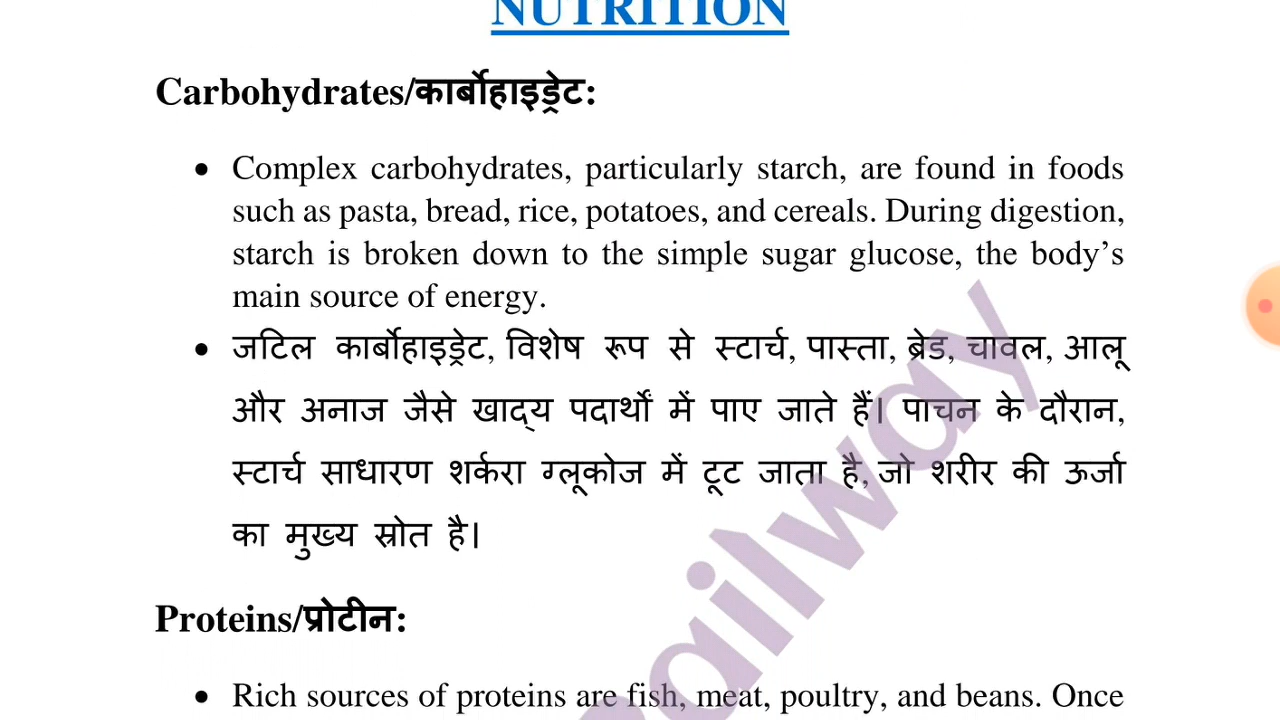 NUTRITION
Carbohydrates/कार्बोहाइड्रेट:
• Complex carbohydrates, particularly starch, are found in foods
such as pasta, bread, rice, potatoes, and cereals. During digestion,
starch is broken down to the simple sugar glucose, the body’s
main source of energy.
• जटिल कार्बोहाइड्रेट, विशेष रूप से स्टार्च, पास्ता, ब्रेड, चावल, आलू
और अनाज जैसे खाद्य पदार्थों में पाए जाते हैं। पाचन के दौरान,
स्टार्च साधारण शर्करा ग्लूकोज में टूट जाता है, जो शरीर की ऊर्जा
का मुख्य स्रोत है।
Proteins/प्रोटीन:
• Rich sources of proteins are fish, meat, poultry, and beans. Once
ailway